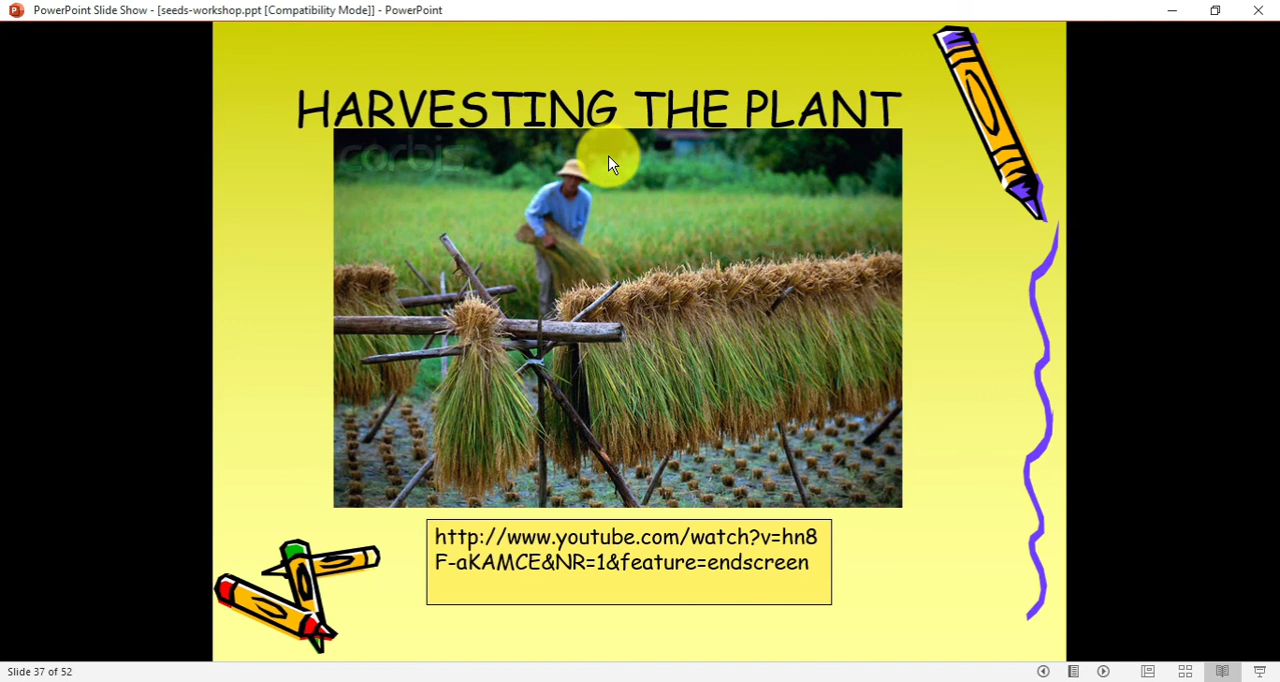 PowerPoint Slide Show - [seeds-workshop.ppt [Compatibility Mode]] - PowerPoint
HARVESTING THE PLANT
corbis.
http://www.youtube.com/watch?v=hn8
F-aKAMCE&NR=1&feature=endscreen
Slide 37 of 52